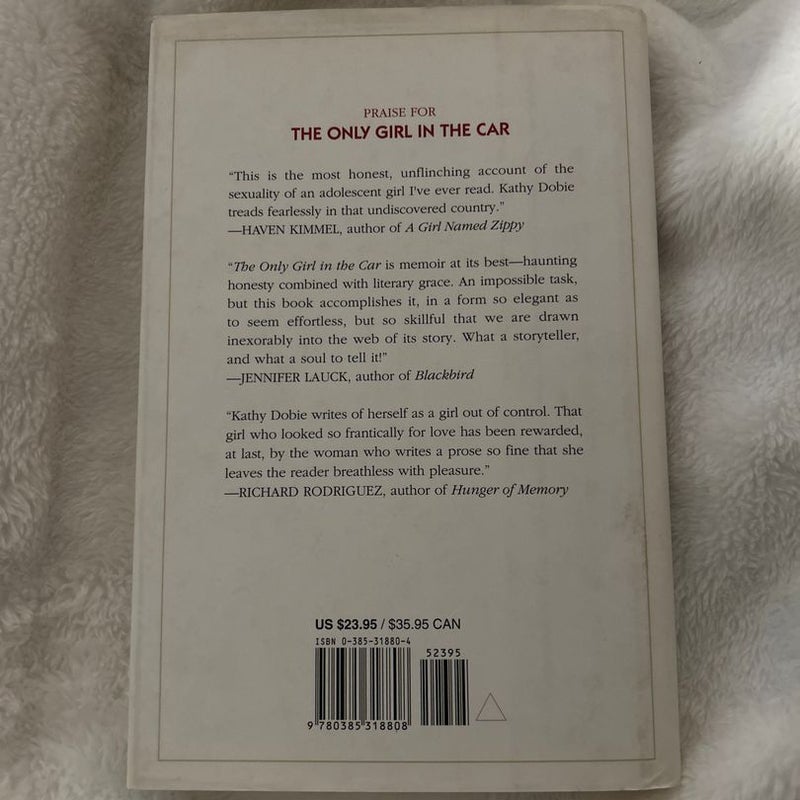 PRAISE FOR
THE ONLY GIRL IN THE CAR
“This is the most honest, unflinching account of the
sexuality of an adolescent girl I've ever read. Kathy Dobie
treads fearlessly in that undiscovered country.”
—HAVEN KIMMEL, author of A Girl Named Zippy
“The Only Girl in the Car is memoir at its best—haunting
honesty combined with literary grace. An impossible task,
but this book accomplishes it, in a form so elegant as
to seem effortless, but so skillful that we are drawn
inexorably into the web of its story. What a storyteller,
and what a soul to tell it!”
—JENNIFER LAUCK, author of Blackbird
“Kathy Dobie writes of herself as a girl out of control. That
girl who looked so frantically for love has been rewarded,
at last, by the woman who writes a prose so fine that she
leaves the reader breathless with pleasure.”
—RICHARD RODRIGUEZ, author of Hunger of Memory
US $23.95 / $35.95 CAN
ISBN 0-385-31880-4
52395
9 780385 318808